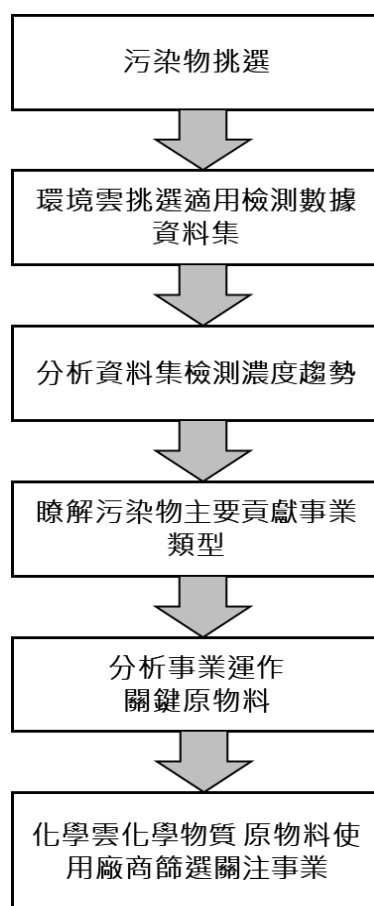 污染物挑選
環境雲挑選適用檢測數據
資料集
分析資料集檢測濃度趨勢
瞭解污染物主要貢獻事業
類型
分析事業運作
關鍵原物料
化學雲化學物質 原物料使
用廠商篩選關注事業